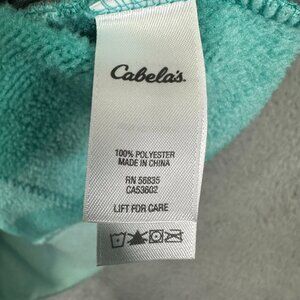 Cabela's.
100% POLYESTER
MADE IN CHINA
RN 56835
CA53602
LIFT FOR CARE